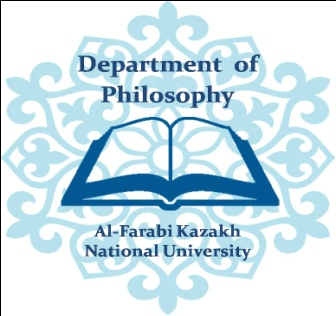 Department of
Philosophy
Al-Farabi Kazakh
National University